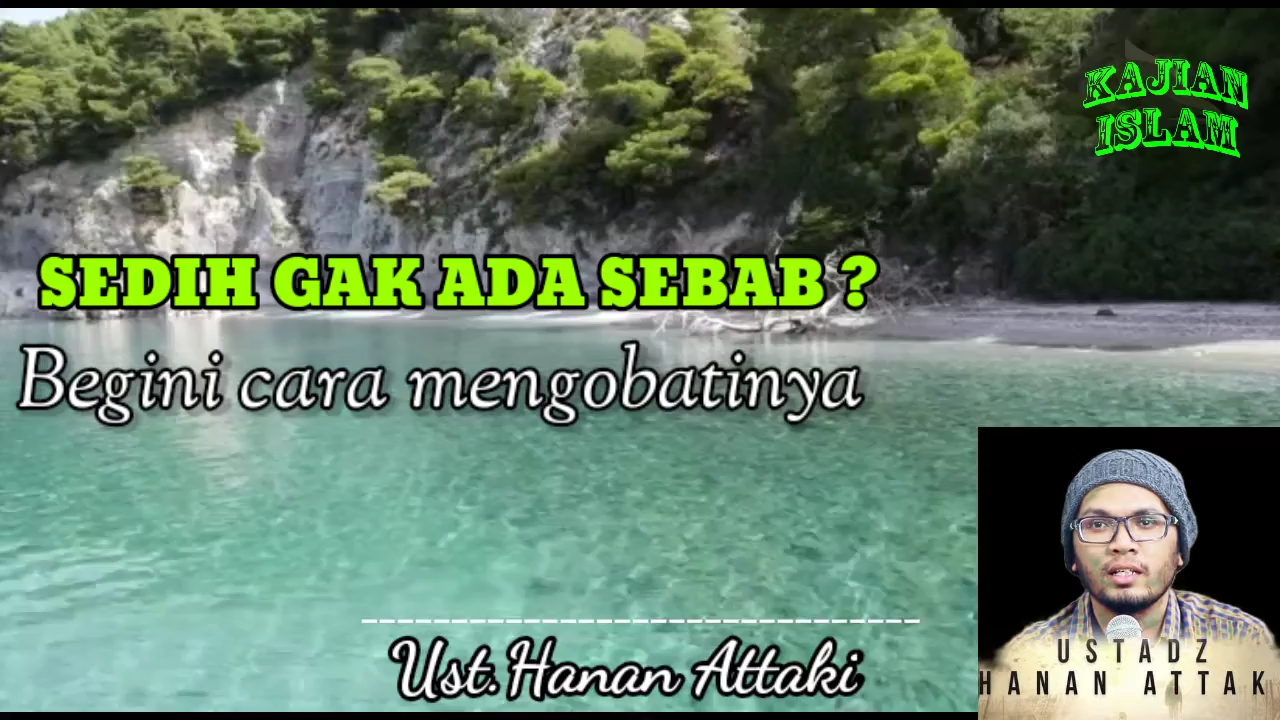 KAJIAN
ISLAM
SEDIH GAK ADA SEBAB ?
Begini cara mengobatinya
Ust. Hanan Attaki
USTADZ
HANAN ATTAK